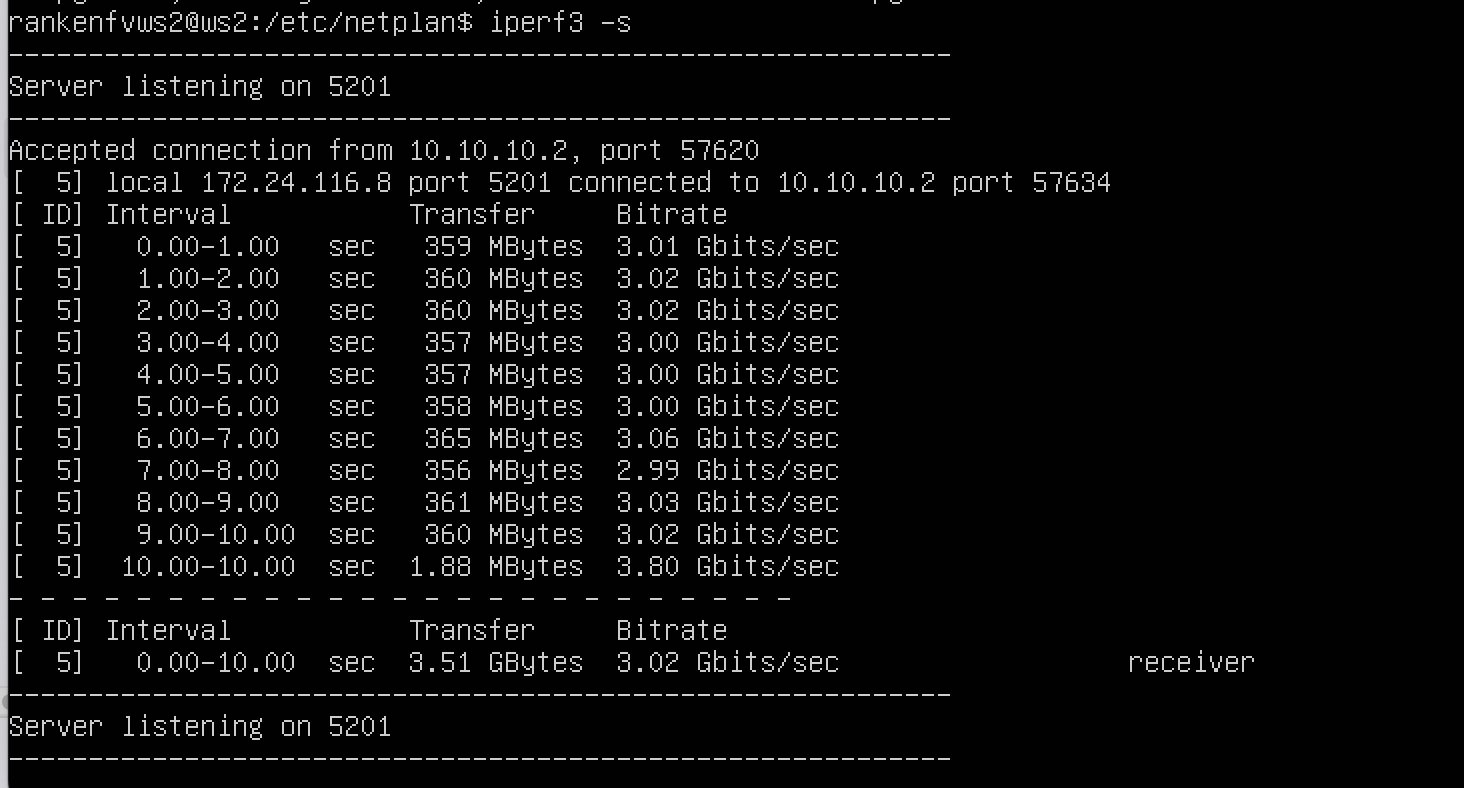 rankenfvws2@ws2:/etc/netplan$ iperf3 -s
-----------------------------------------------------------
Server listening on 5201
-----------------------------------------------------------
Accepted connection from 10.10.10.2, port 57620
[  5] local 172.24.116.8 port 5201 connected to 10.10.10.2 port 57634
[ ID] Interval           Transfer     Bitrate
[  5]   0.00-1.00   sec   359 MBytes  3.01 Gbits/sec
[  5]   1.00-2.00   sec   360 MBytes  3.02 Gbits/sec
[  5]   2.00-3.00   sec   360 MBytes  3.02 Gbits/sec
[  5]   3.00-4.00   sec   357 MBytes  3.00 Gbits/sec
[  5]   4.00-5.00   sec   357 MBytes  3.00 Gbits/sec
[  5]   5.00-6.00   sec   358 MBytes  3.00 Gbits/sec
[  5]   6.00-7.00   sec   365 MBytes  3.06 Gbits/sec
[  5]   7.00-8.00   sec   356 MBytes  2.99 Gbits/sec
[  5]   8.00-9.00   sec   361 MBytes  3.03 Gbits/sec
[  5]   9.00-10.00  sec   360 MBytes  3.02 Gbits/sec
[  5]  10.00-10.00  sec  1.88 MBytes  3.80 Gbits/sec
- - - - - - - - - - - - - - - - - - - - - - - - -
[ ID] Interval           Transfer     Bitrate
[  5]   0.00-10.00  sec  3.51 GBytes  3.02 Gbits/sec                  receiver
-----------------------------------------------------------
Server listening on 5201
-----------------------------------------------------------